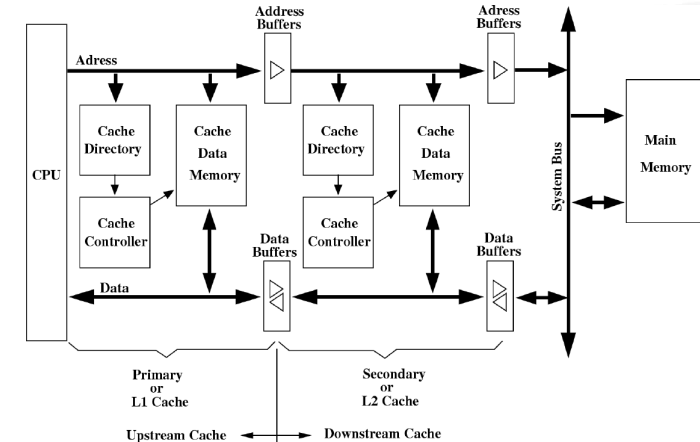 Address
Buffers
Adress
Buffers
Adress
Cache
Directory
Cache
Data
Memory
Cache
Directory
Cache
Data
Memory
Main
Memory
CPU
System Bus
Cache
Controller
Cache
Controller
Data
Buffers
Data
Buffers
Data
Primary
or
L1 Cache
Secondary
or
L2 Cache
Upstream Cache
Downstream Cache